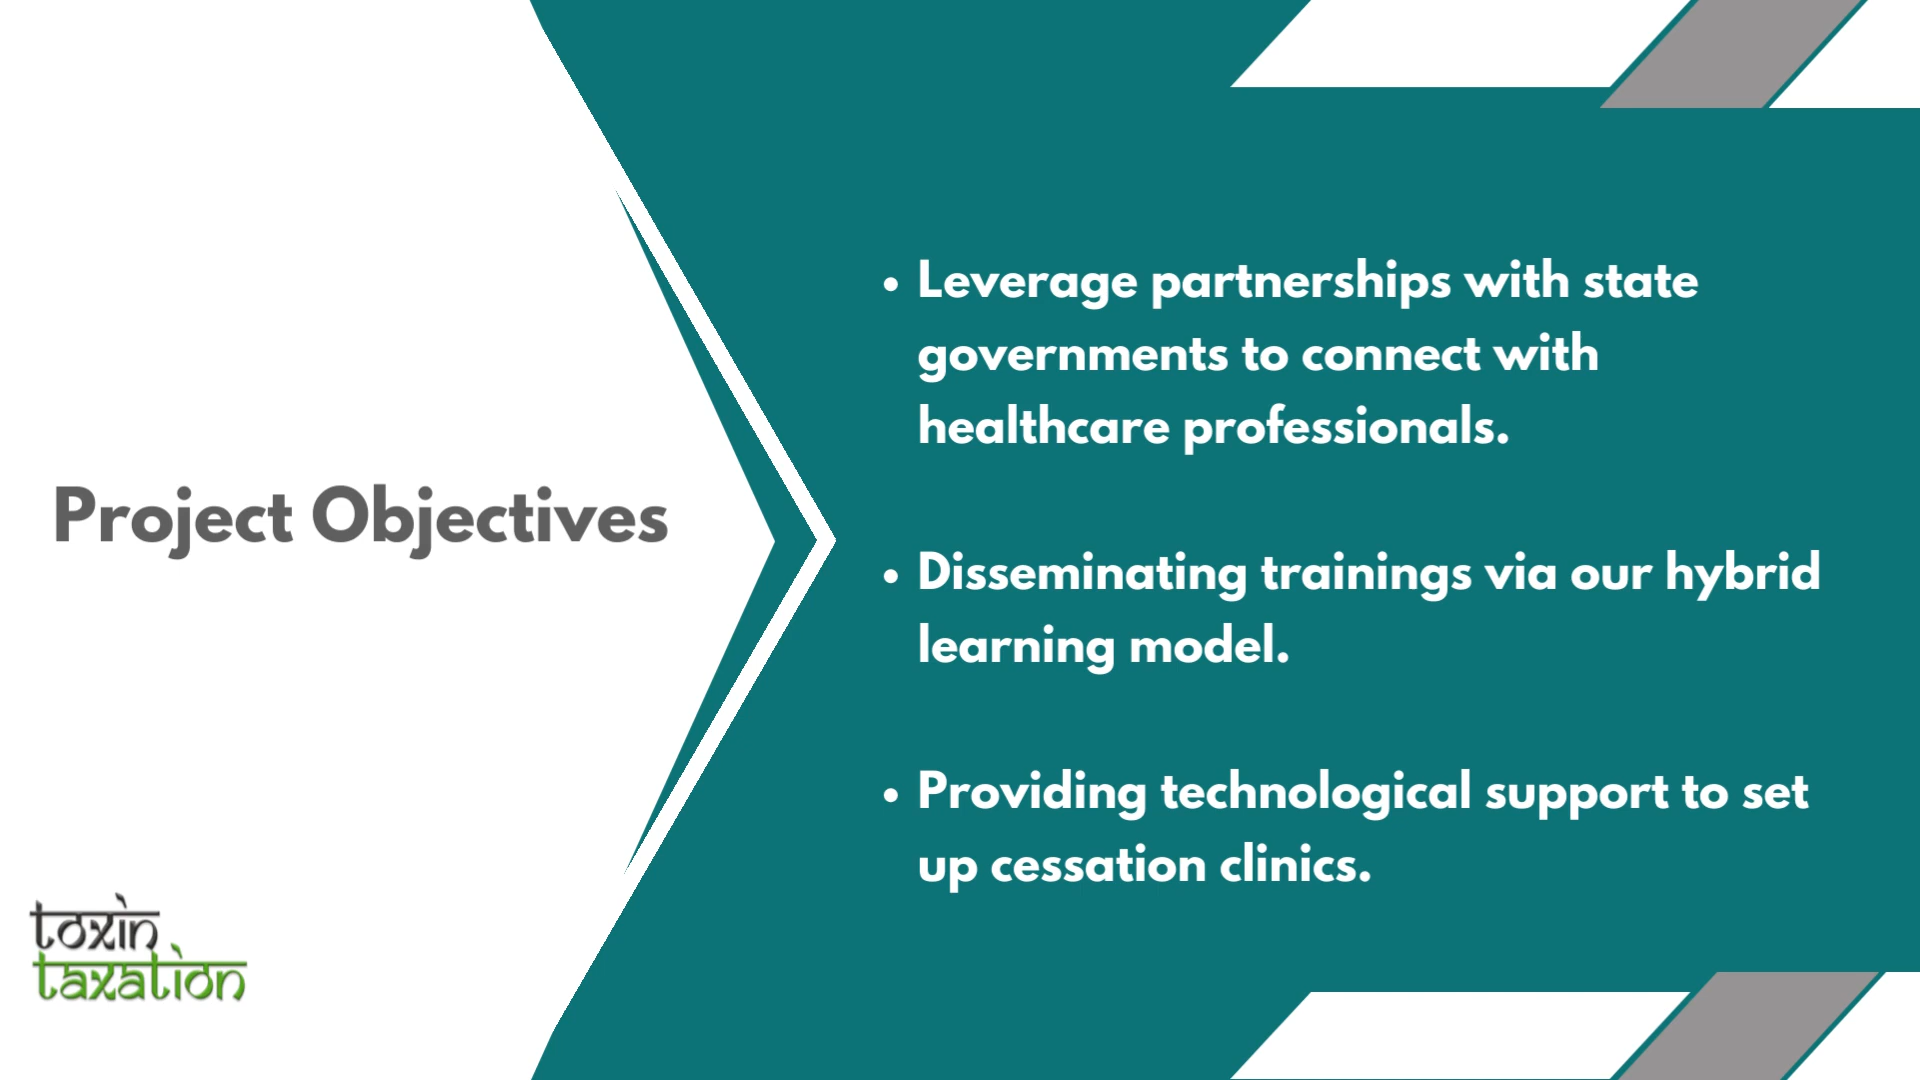 Project Objectives
• Leverage partnerships with state
governments to connect with
healthcare professionals.
• Disseminating trainings via our hybrid
learning model.
• Providing technological support to set
up cessation clinics.
toxin
taxation